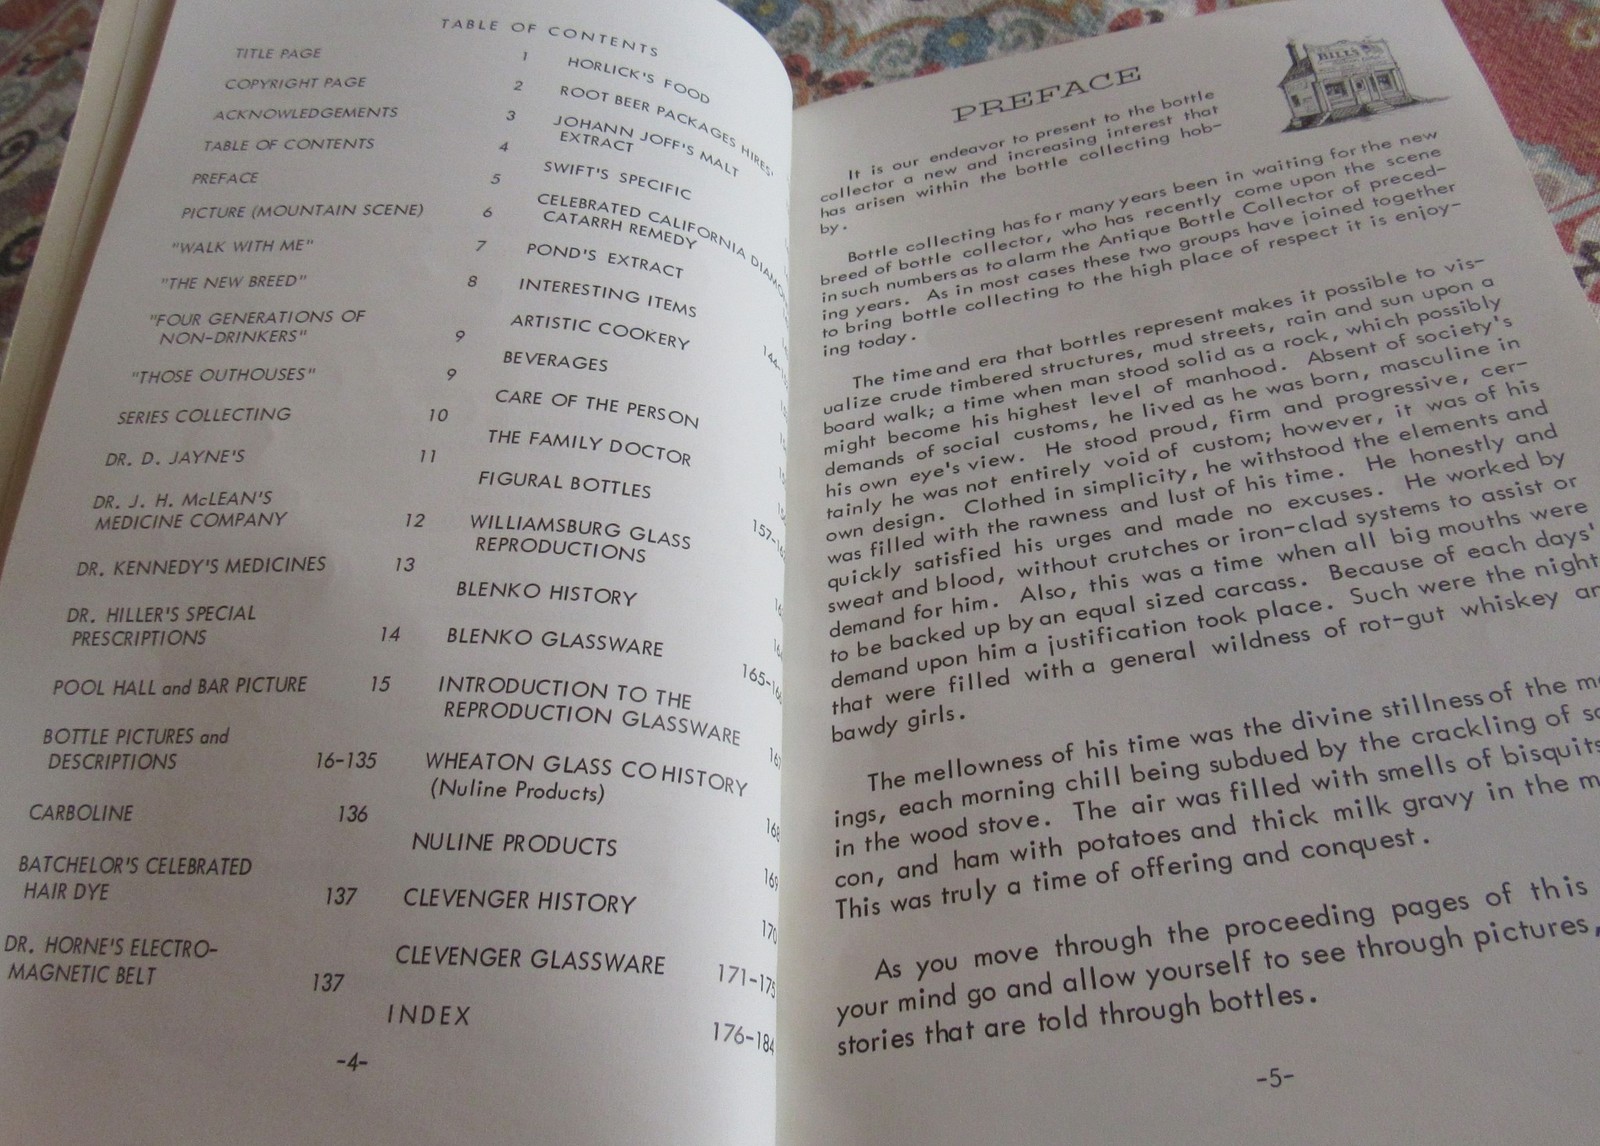 TABLE OF CONTENTS
TITLE PAGE 1
COPYRIGHT PAGE 2
ACKNOWLEDGEMENTS 3
TABLE OF CONTENTS 4
PREFACE 5
PICTURE (MOUNTAIN SCENE) 6
"WALK WITH ME" 7
"THE NEW BREED" 8
"FOUR GENERATIONS OF
NON-DRINKERS" 9
"THOSE OUTHOUSES" 9
SERIES COLLECTING 10
DR. D. JAYNE'S 11
DR. J. H. McLEAN'S
MEDICINE COMPANY 12
DR. KENNEDY'S MEDICINES 13
DR. HILLER'S SPECIAL
PRESCRIPTIONS 14
POOL HALL and BAR PICTURE 15
BOTTLE PICTURES and
DESCRIPTIONS 16-135
CARBOLINE 136
BATCHELOR'S CELEBRATED
HAIR DYE 137
DR. HORNE'S ELECTRO-
MAGNETIC BELT 137
HORLICK'S FOOD
ROOT BEER PACKAGES HIRES'
JOHANN JOFF'S MALT
EXTRACT
SWIFT'S SPECIFIC
CELEBRATED CALIFORNIA
CATARRH REMEDY
POND'S EXTRACT
INTERESTING ITEMS
ARTISTIC COOKERY
BEVERAGES
CARE OF THE PERSON
THE FAMILY DOCTOR
FIGURAL BOTTLES
WILLIAMSBURG GLASS
REPRODUCTIONS
BLENKO HISTORY
BLENKO GLASSWARE
INTRODUCTION TO THE
REPRODUCTION GLASSWARE
WHEATON GLASS CO HISTORY
(Nuline Products) 168
NULINE PRODUCTS 169
CLEVENGER HISTORY 170
CLEVENGER GLASSWARE 171-175
INDEX 176-184
-4-
BILL'S
PREFACE
It is our endeavor to present to the bottle
collector a new and increasing interest that
has arisen within the bottle collecting hob-
by.
Bottle collecting has for many years been in waiting for the new
breed of bottle collector, who has recently come upon the scene
in such numbers as to alarm the Antique Bottle Collector of preced-
ing years. As in most cases these two groups have joined together
to bring bottle collecting to the high place of respect it is enjoy-
ing today.
The time and era that bottles represent makes it possible to vis-
ualize crude timbered structures, mud streets, rain and sun upon a
board walk; a time when man stood solid as a rock, which possibly
might become his highest level of manhood. Absent of society's
demands of social customs, he lived as he was born, masculine in
his own eye's view. He stood proud, firm and progressive, cer-
tainly he was not entirely void of custom; however, it was of his
own design. Clothed in simplicity, he withstood the elements and
was filled with the rawness and lust of his time. He honestly and
quickly satisfied his urges and made no excuses. He worked by
sweat and blood, without crutches or iron-clad systems to assist or
demand for him. Also, this was a time when all big mouths were
to be backed up by an equal sized carcass. Because of each days'
demand upon him a justification took place. Such were the night
that were filled with a general wildness of rot-gut whiskey
bawdy girls.
The mellowness of his time was the divine stillness of the
ings, each morning chill being subdued by the crackling of
in the wood stove. The air was filled with smells of bisquits
con, and ham with potatoes and thick milk gravy in the
This was truly a time of offering and conquest.
As you move through the proceeding pages of this
your mind go and allow yourself to see through pictures,
stories that are told through bottles.
-5-